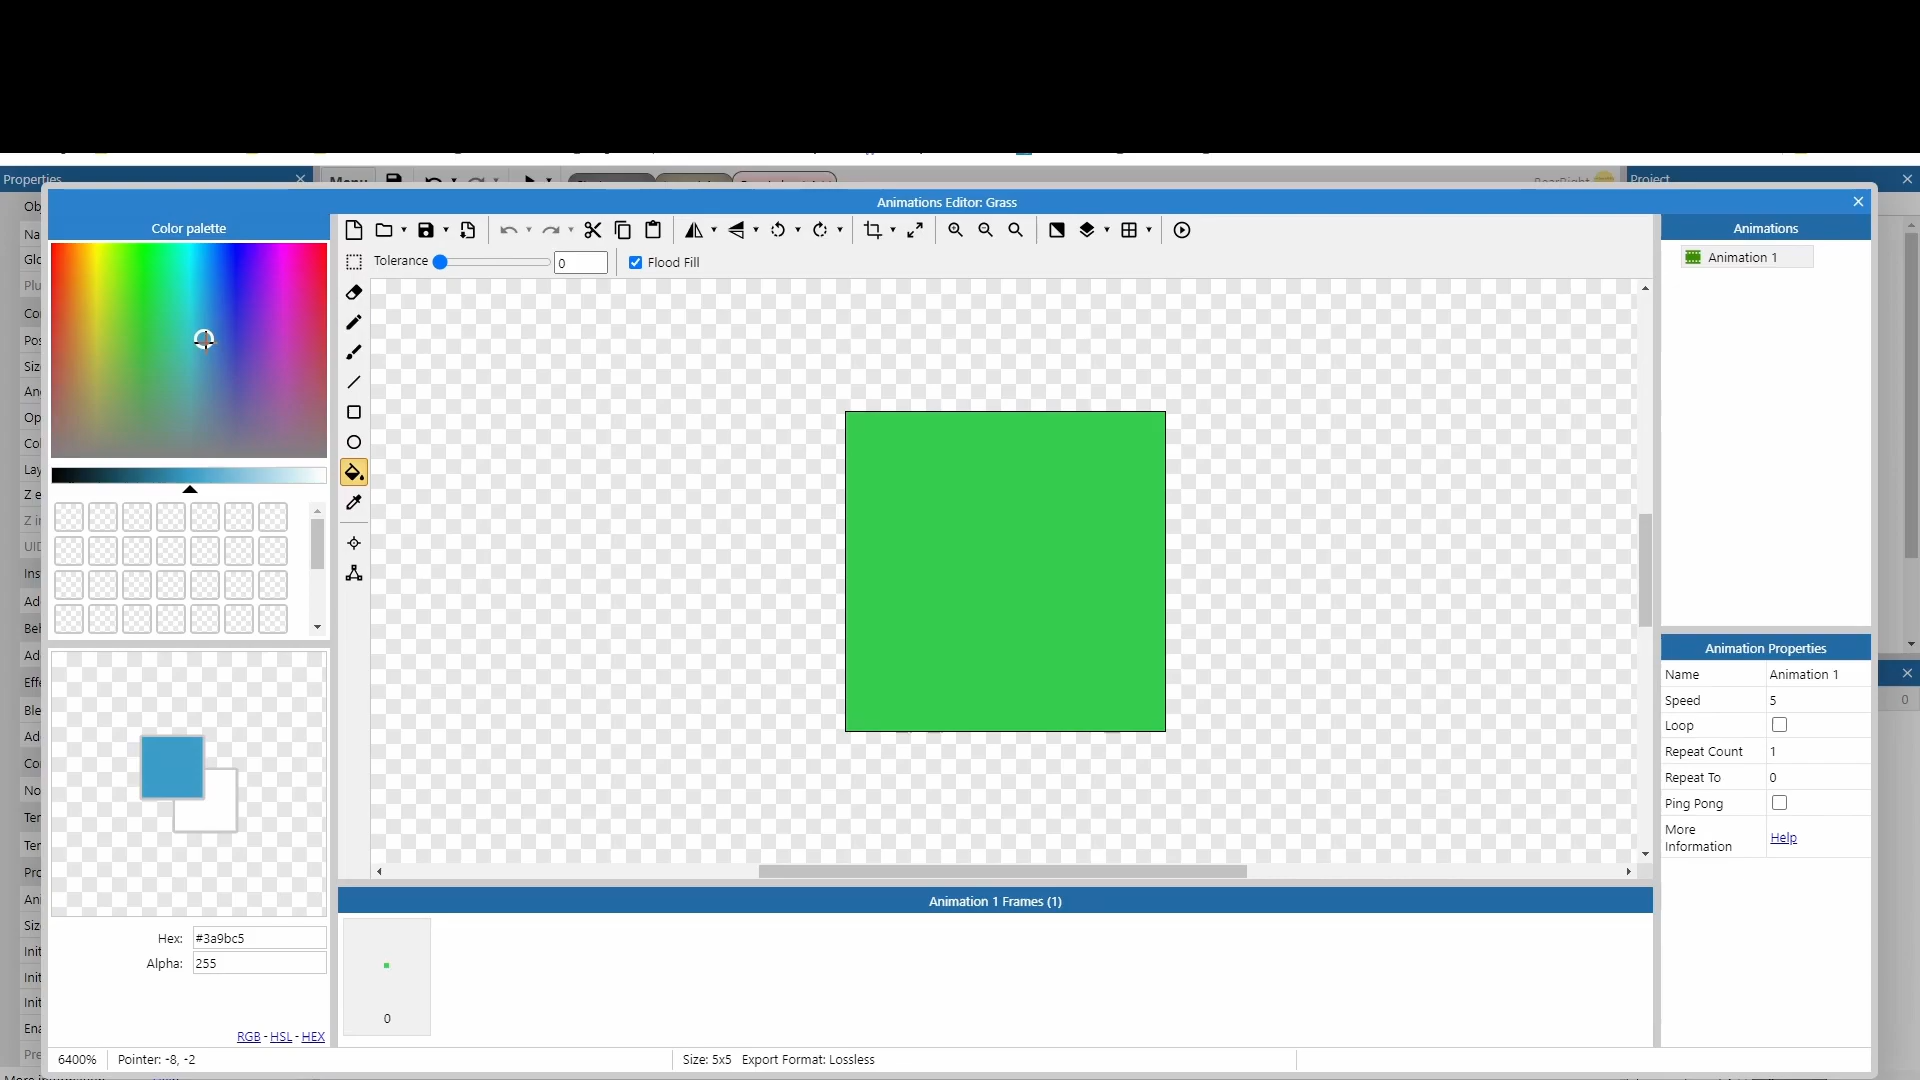 Properties
Project
Animations Editor: Grass
Color palette
Tolerance
0
Flood Fill
Animations
Animation 1
Animation Properties
Name Animation 1
Speed 5
Loop
Repeat Count 1
Repeat To 0
Ping Pong
More Information Help
Hex: #3a9bc5
Alpha: 255
RGB - HSL - HEX
Animation 1 Frames (1)
0
6400%
Pointer: -8, -2
Size: 5x5 Export Format: Lossless
0